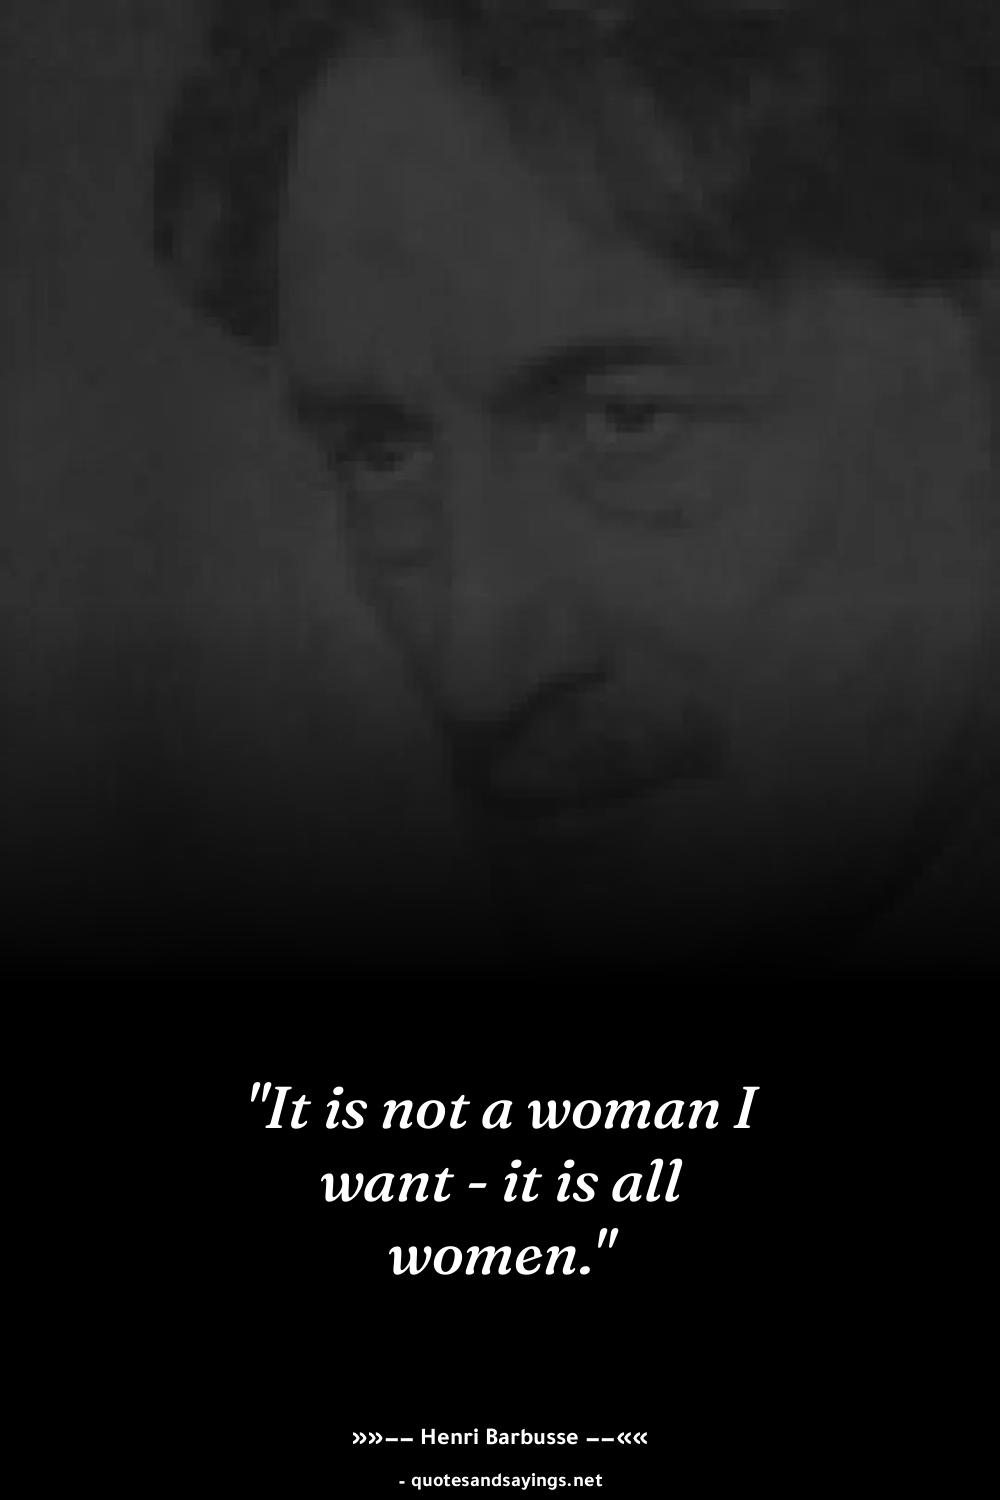 "It is not a woman I
want - it is all
women."
»»–– Henri Barbusse ––««
- quotesandsayings.net